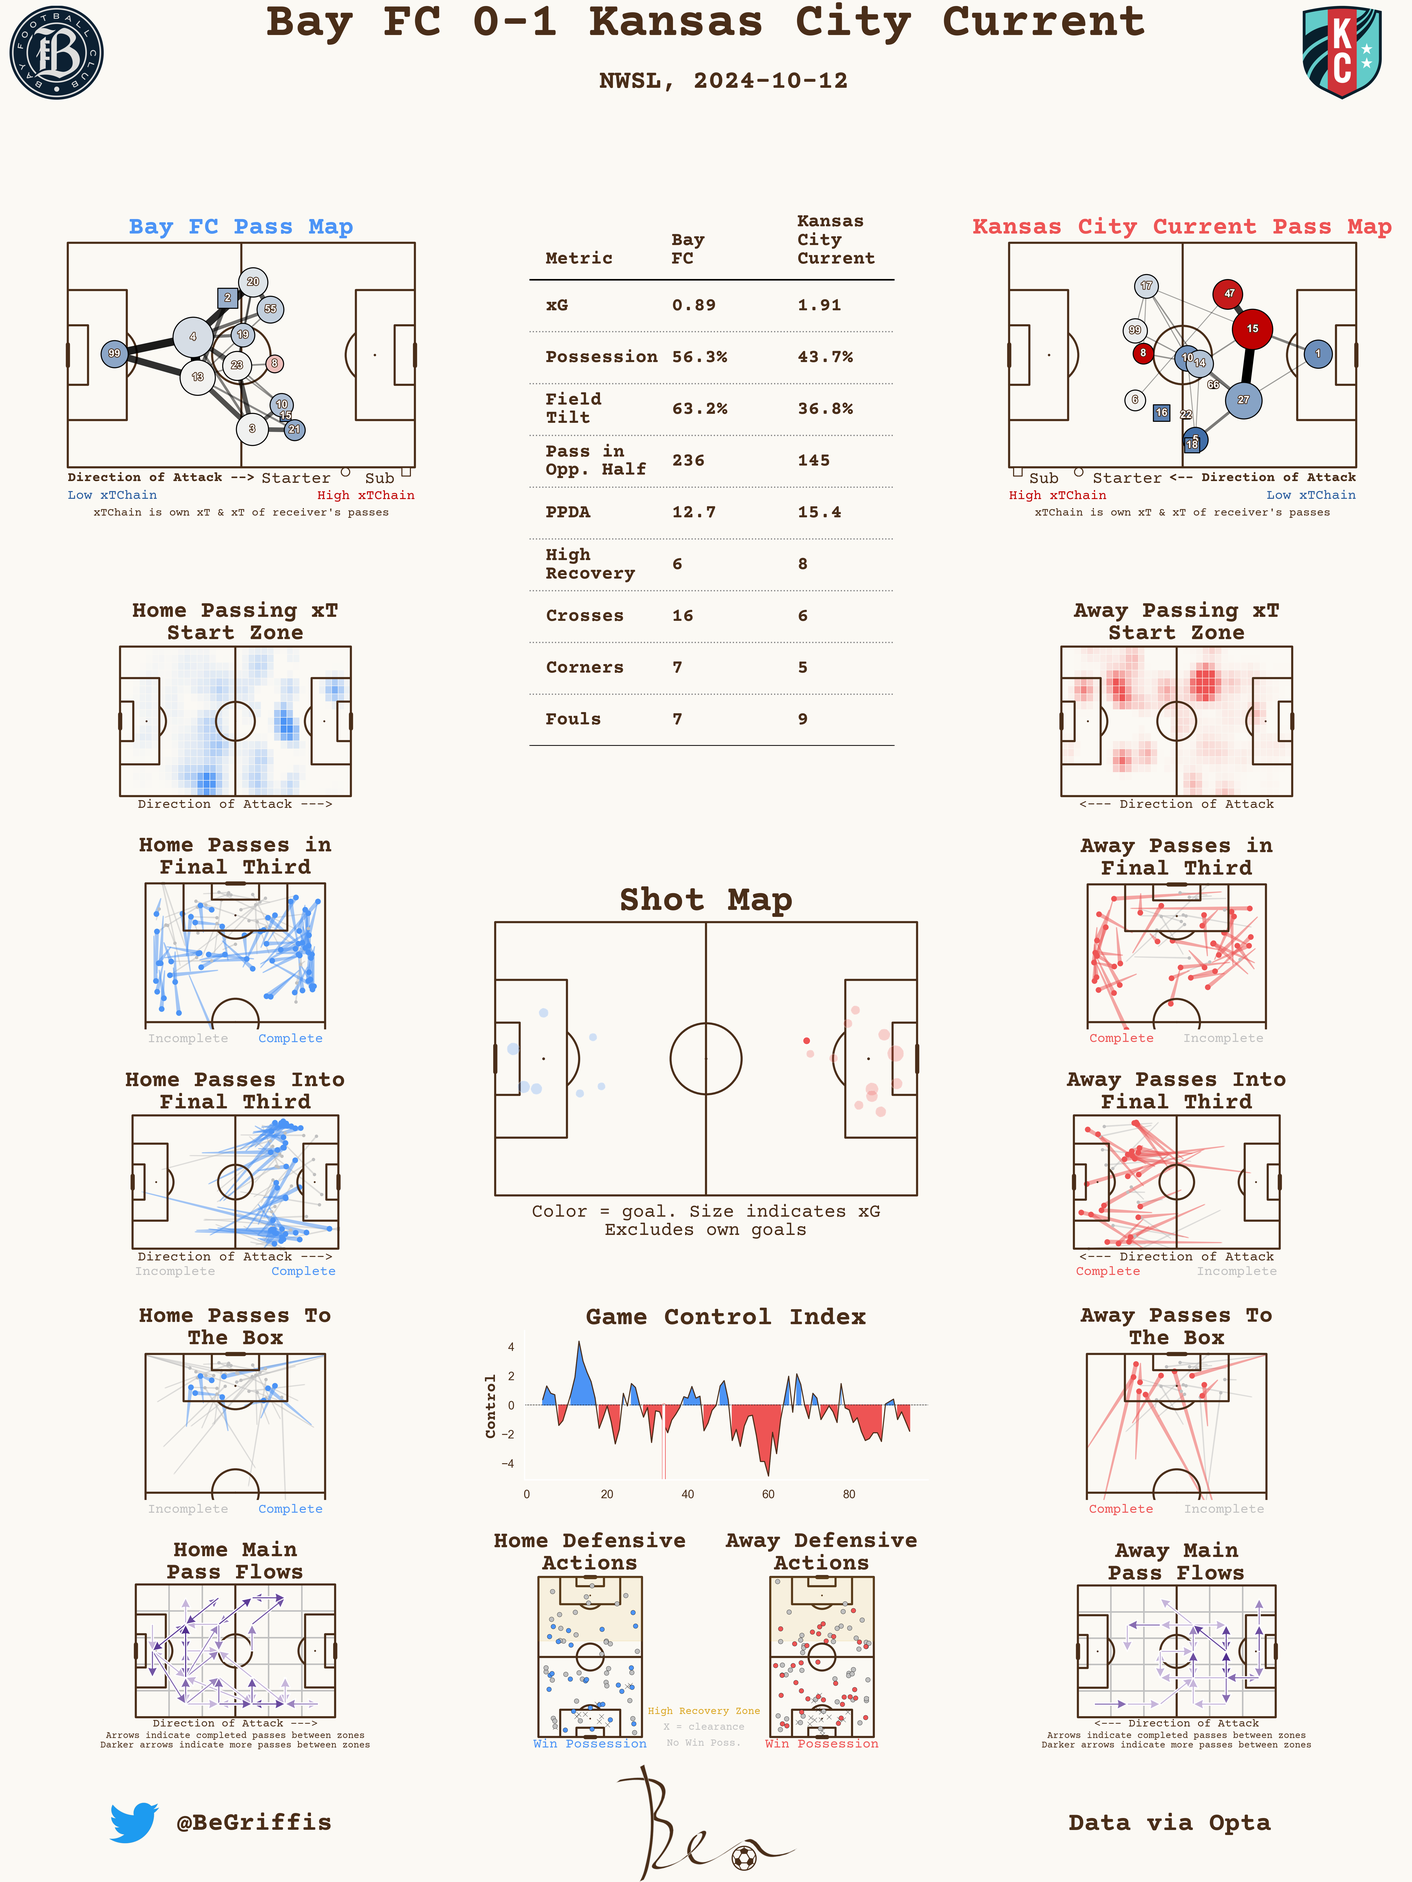 Bay FC 0-1 Kansas City Current
NWSL, 2024-10-12
FOOTBALL CLUB BAY
B
KC
Bay FC Pass Map
20
2
55
4
19
99
23
8
13
10
15
3
21
Direction of Attack --> Starter Sub
Low xTChain High xTChain
xTChain is own xT & xT of receiver's passes
Metric Bay FC Kansas City Current
xG 0.89 1.91
Possession 56.3% 43.7%
Field Tilt 63.2% 36.8%
Pass in Opp. Half 236 145
PPDA 12.7 15.4
High Recovery 6 8
Crosses 16 6
Corners 7 5
Fouls 7 9
Kansas City Current Pass Map
17
47
99
15
8
10
14
1
66
6
27
16
22
5
18
Sub Starter <-- Direction of Attack
High xTChain Low xTChain
xTChain is own xT & xT of receiver's passes
Home Passing xT
Start Zone
Direction of Attack --->
Away Passing xT
Start Zone
<--- Direction of Attack
Home Passes in
Final Third
Incomplete Complete
Away Passes in
Final Third
Complete Incomplete
Shot Map
Color = goal. Size indicates xG
Excludes own goals
Home Passes Into
Final Third
Direction of Attack --->
Incomplete Complete
Away Passes Into
Final Third
<--- Direction of Attack
Complete Incomplete
Home Passes To
The Box
Incomplete Complete
Game Control Index
Control
4
2
0
−2
−4
0 20 40 60 80
Away Passes To
The Box
Complete Incomplete
Home Main
Pass Flows
Direction of Attack --->
Arrows indicate completed passes between zones
Darker arrows indicate more passes between zones
Home Defensive
Actions
Win Possession
High Recovery Zone
X = clearance
No Win Poss.
Away Defensive
Actions
Win Possession
Away Main
Pass Flows
<--- Direction of Attack
Arrows indicate completed passes between zones
Darker arrows indicate more passes between zones
@BeGriffis
Ben
Data via Opta